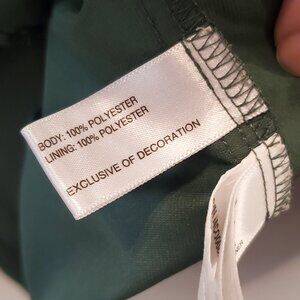 BODY: 100% POLYESTER
LINING: 100% POLYESTER
EXCLUSIVE OF DECORATION